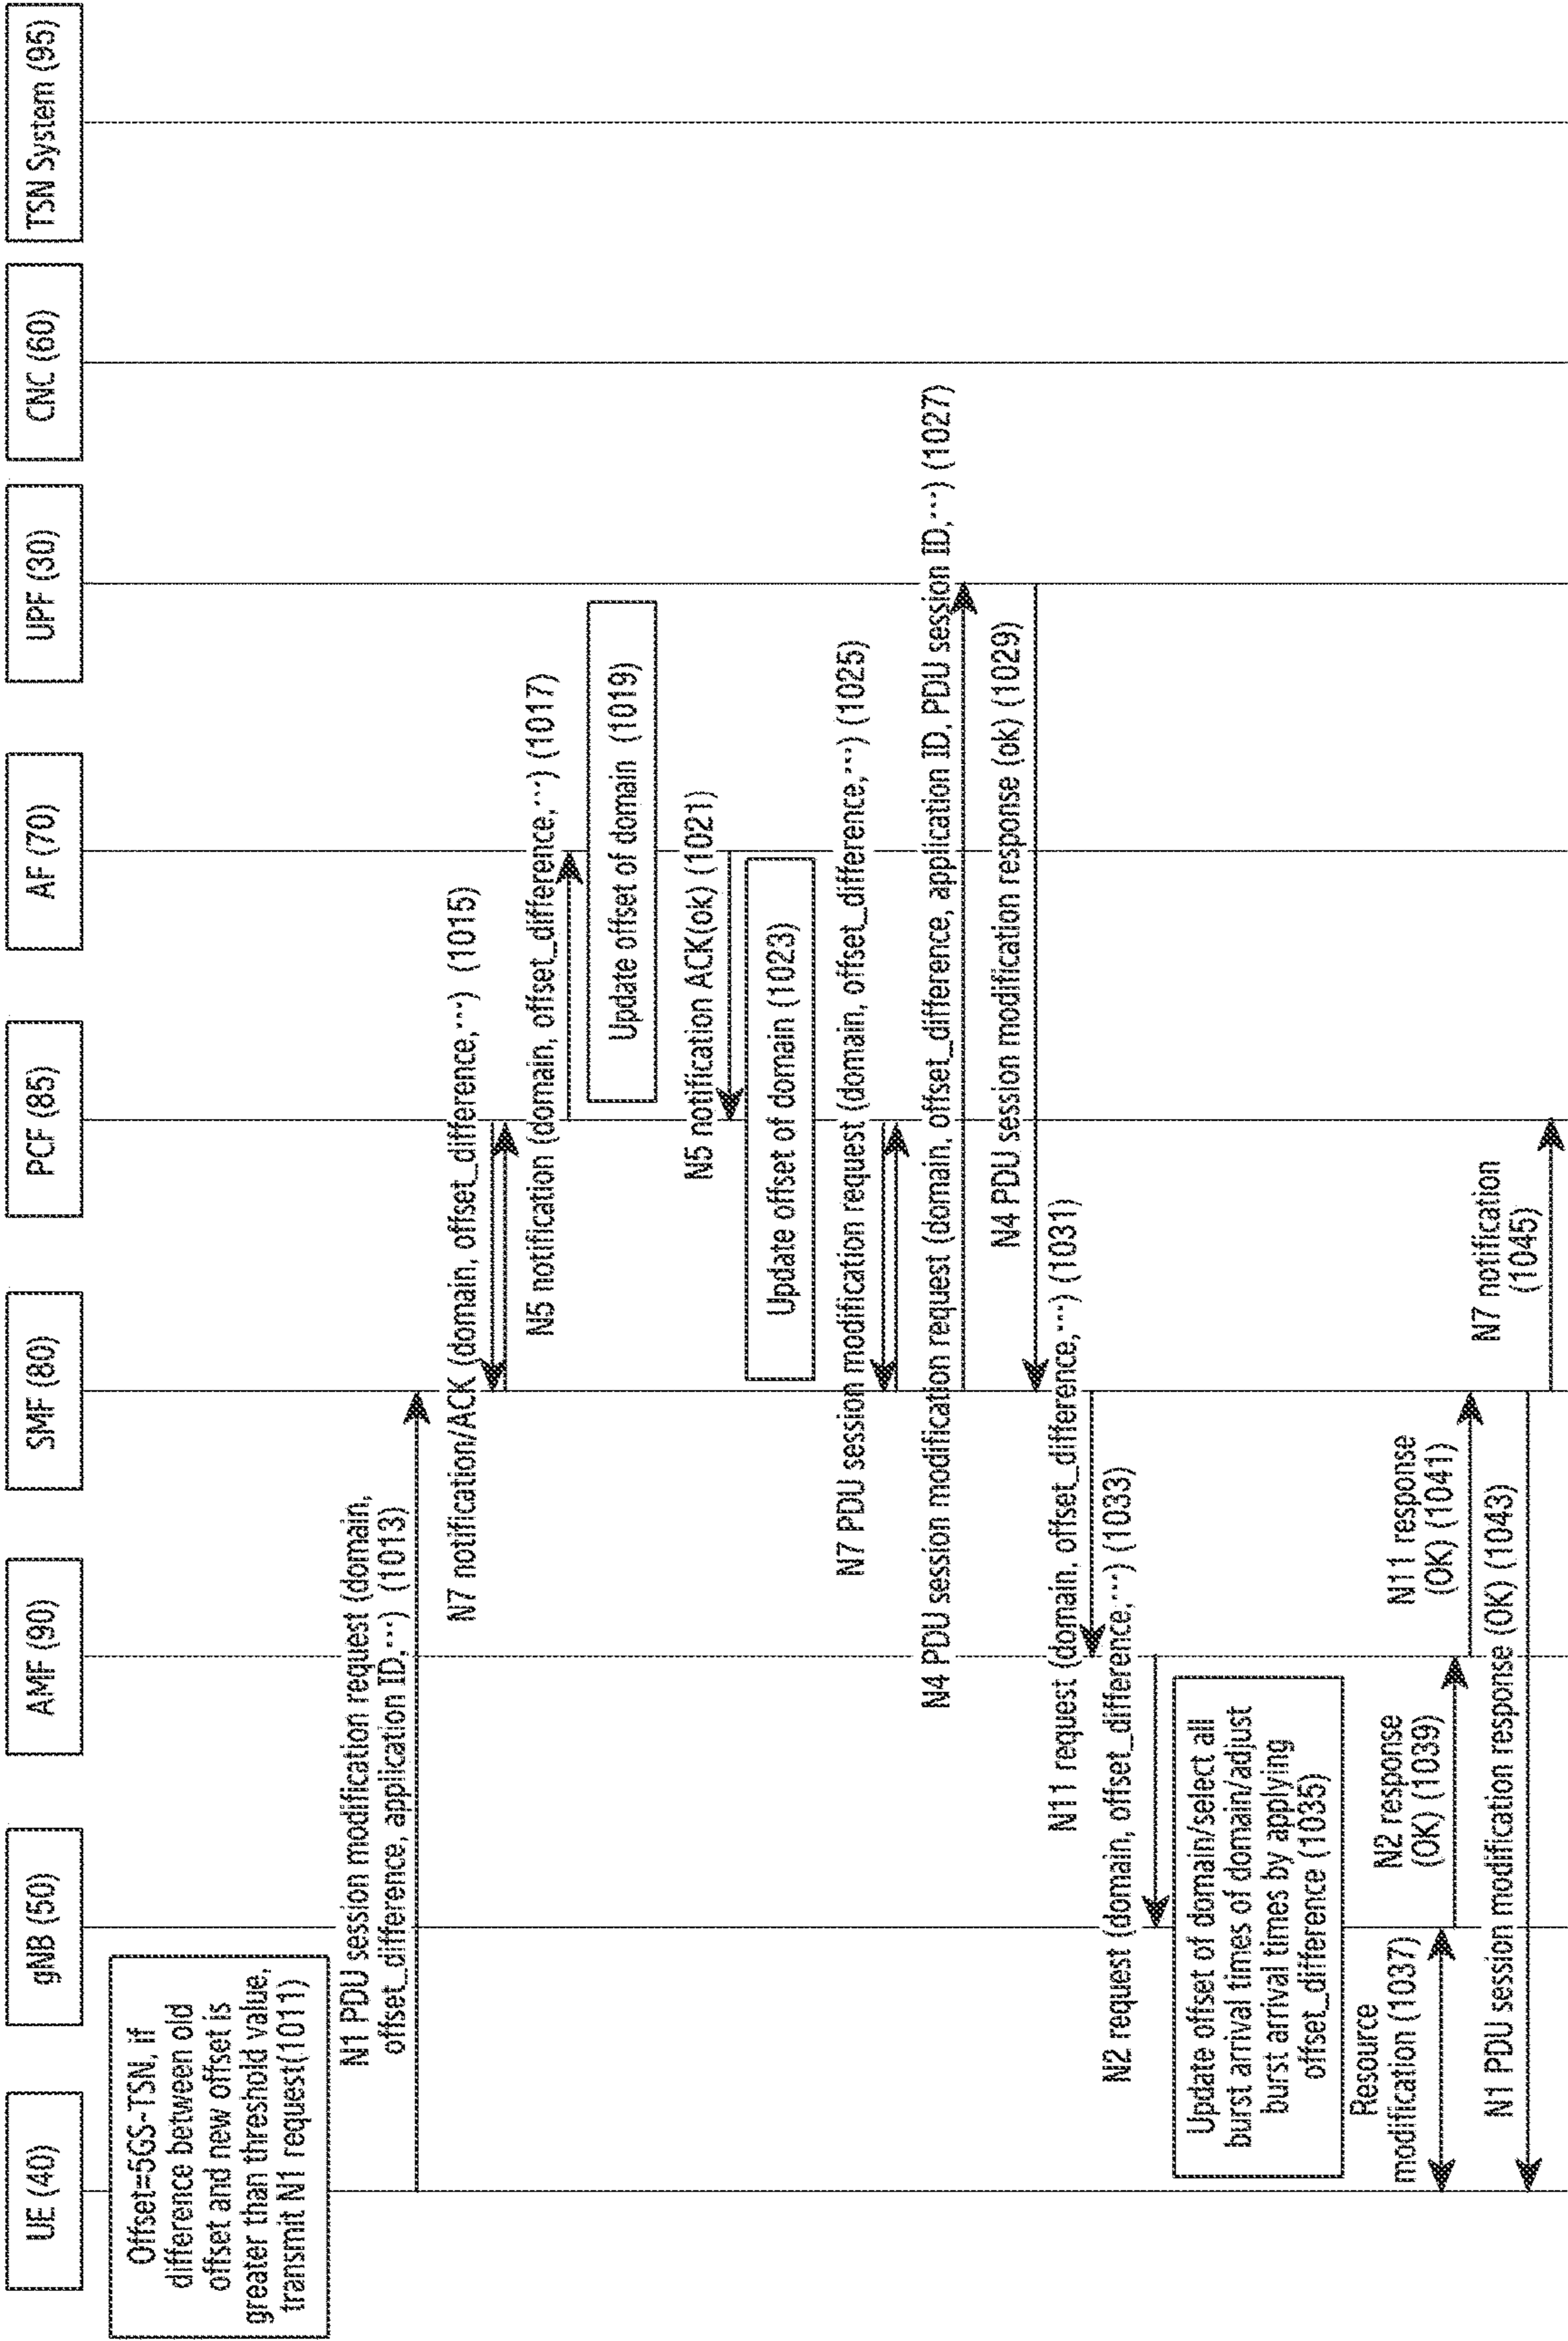 UE (40)
gNB (50)
AMF (90)
SMF (80)
PCF (85)
AF (70)
UPF (30)
CNC (60)
TSN System (95)
Offset=5GS-TSN, if
difference between old
offset and new offset is
greater than threshold value,
transmit N1 request(1011)
N1 PDU session modification request (domain,
offset_difference, application ID,···) (1013)
N7 notification/ACK (domain, offset_difference,···) (1015)
N5 notification (domain, offset_difference,···) (1017)
Update offset of domain (1019)
N5 notification ACK(ok) (1021)
Update offset of domain (1023)
N7 PDU session modification request (domain, offset_difference,···) (1025)
N4 PDU session modification request (domain, offset_difference, application ID, PDU session ID,···) (1027)
N4 PDU session modification response (ok) (1029)
N11 request (domain, offset_difference,···) (1031)
N2 request (domain, offset_difference,···) (1033)
Update offset of domain/select all
burst arrival times of domain/adjust
burst arrival times by applying
offset_difference (1035)
Resource
modification (1037)
N2 response
(OK) (1039)
N11 response
(OK) (1041)
N1 PDU session modification response (OK) (1043)
N7 notification
(1045)